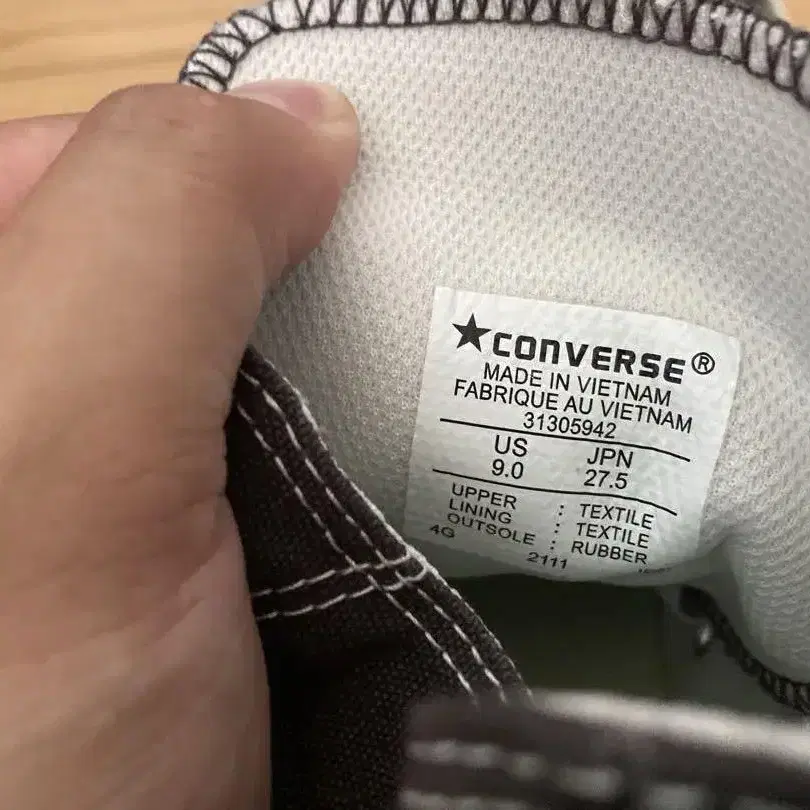 ★CONVERSE®
MADE IN VIETNAM
FABRIQUE AU VIETNAM
31305942
US JPN
9.0 27.5
UPPER : TEXTILE
LINING : TEXTILE
OUTSOLE : RUBBER
4G 2111